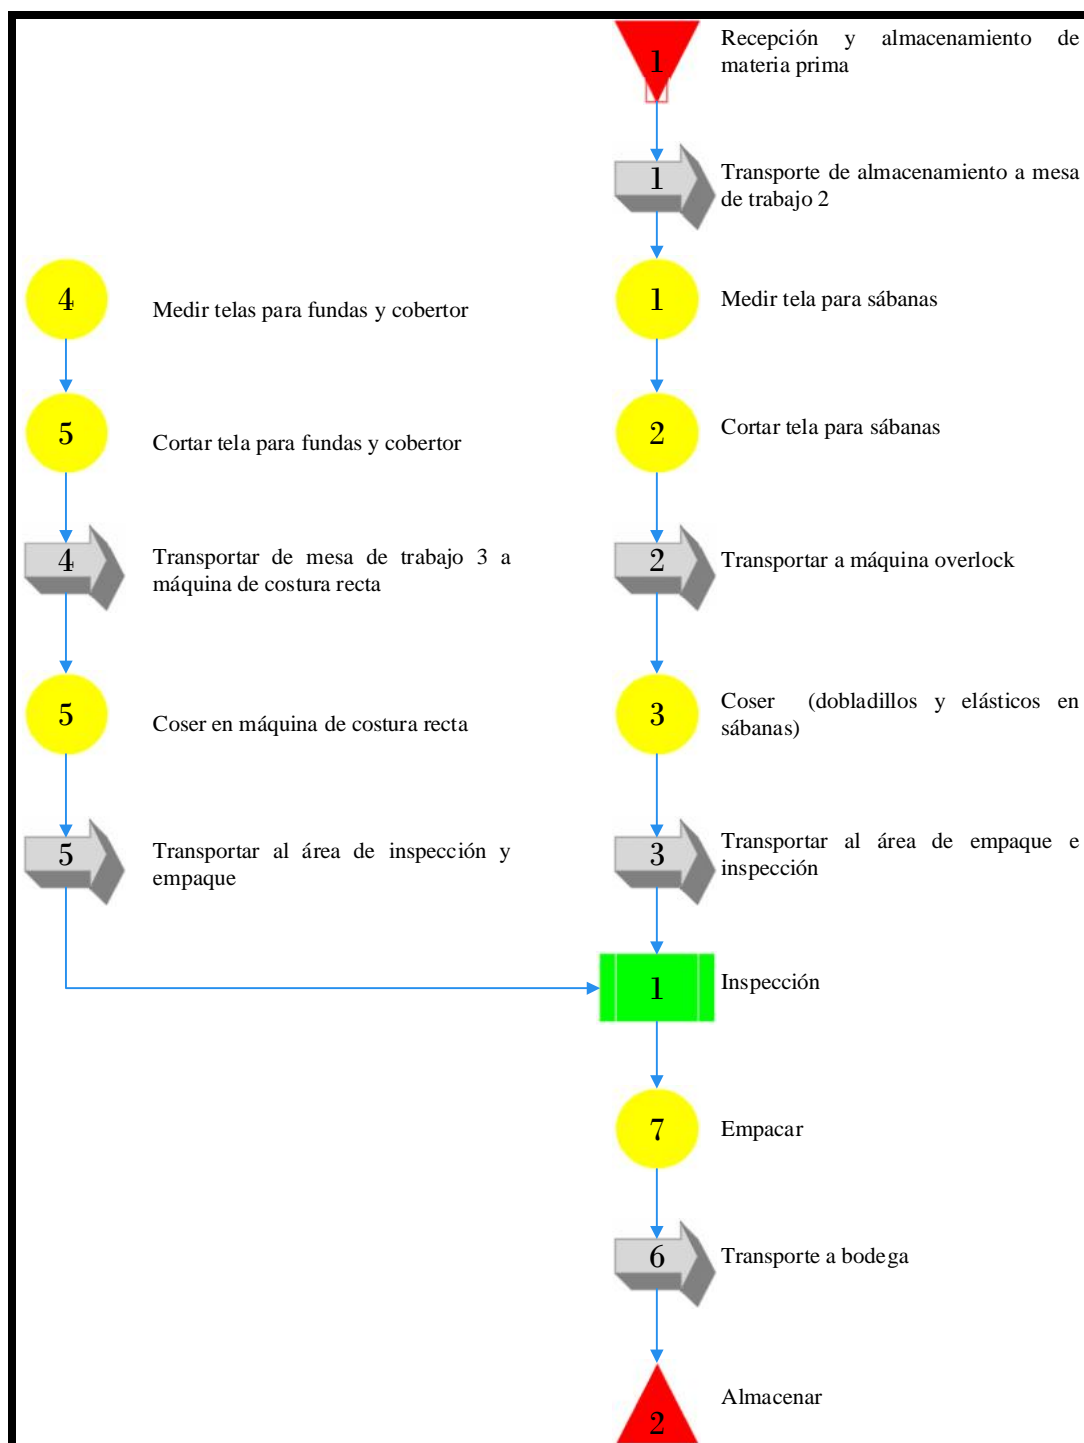 1
Recepción y almacenamiento de
materia prima
1
Transporte de almacenamiento a mesa
de trabajo 2
4
Medir telas para fundas y cobertor
1
Medir tela para sábanas
5
Cortar tela para fundas y cobertor
2
Cortar tela para sábanas
4
Transportar de mesa de trabajo 3 a
máquina de costura recta
2
Transportar a máquina overlock
5
Coser en máquina de costura recta
3
Coser (dobladillos y elásticos en
sábanas)
5
Transportar al área de inspección y
empaque
3
Transportar al área de empaque e
inspección
1
Inspección
7
Empacar
6
Transporte a bodega
2
Almacenar